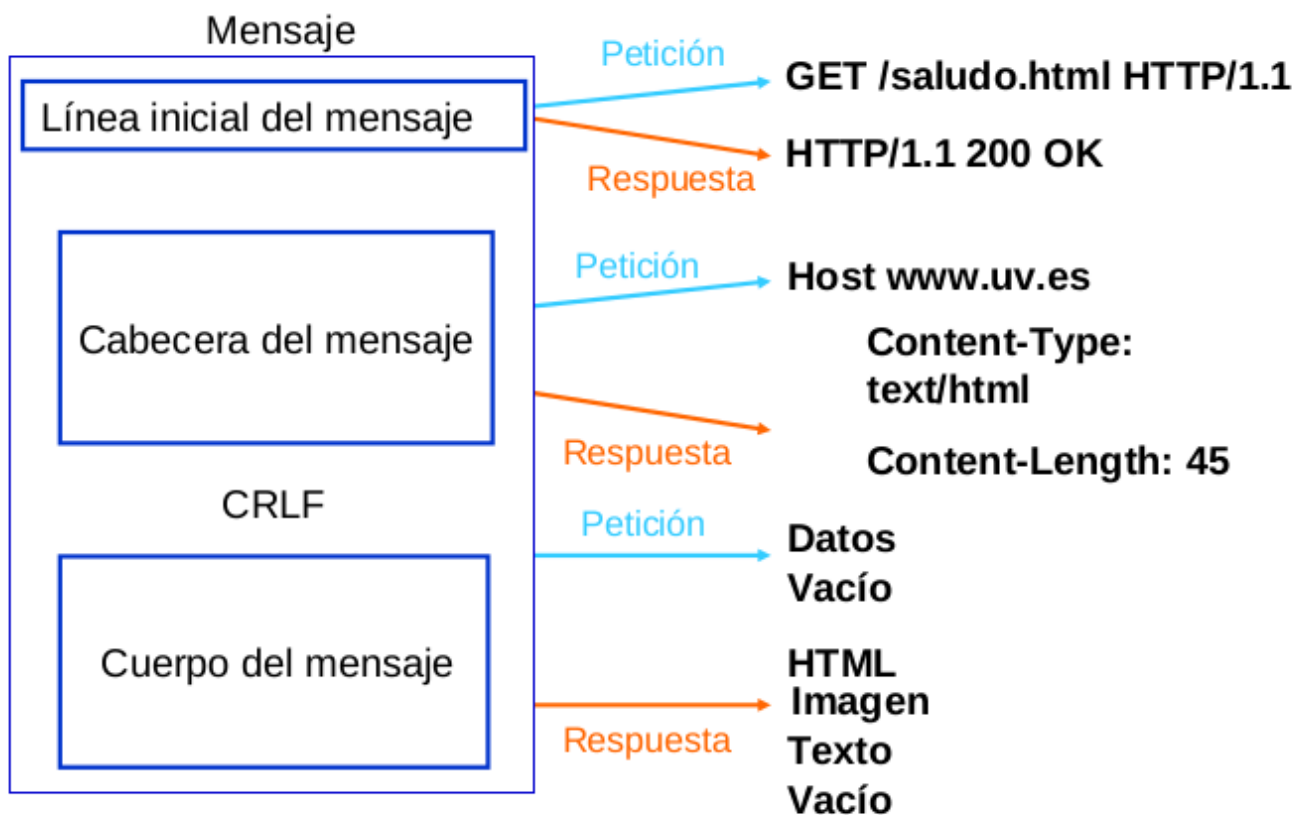 Mensaje
Línea inicial del mensaje
Petición
GET /saludo.html HTTP/1.1
Respuesta
HTTP/1.1 200 OK
Cabecera del mensaje
Petición
Host www.uv.es
Respuesta
Content-Type:
text/html
Content-Length: 45
CRLF
Cuerpo del mensaje
Petición
Datos
Vacío
Respuesta
HTML
Imagen
Texto
Vacío